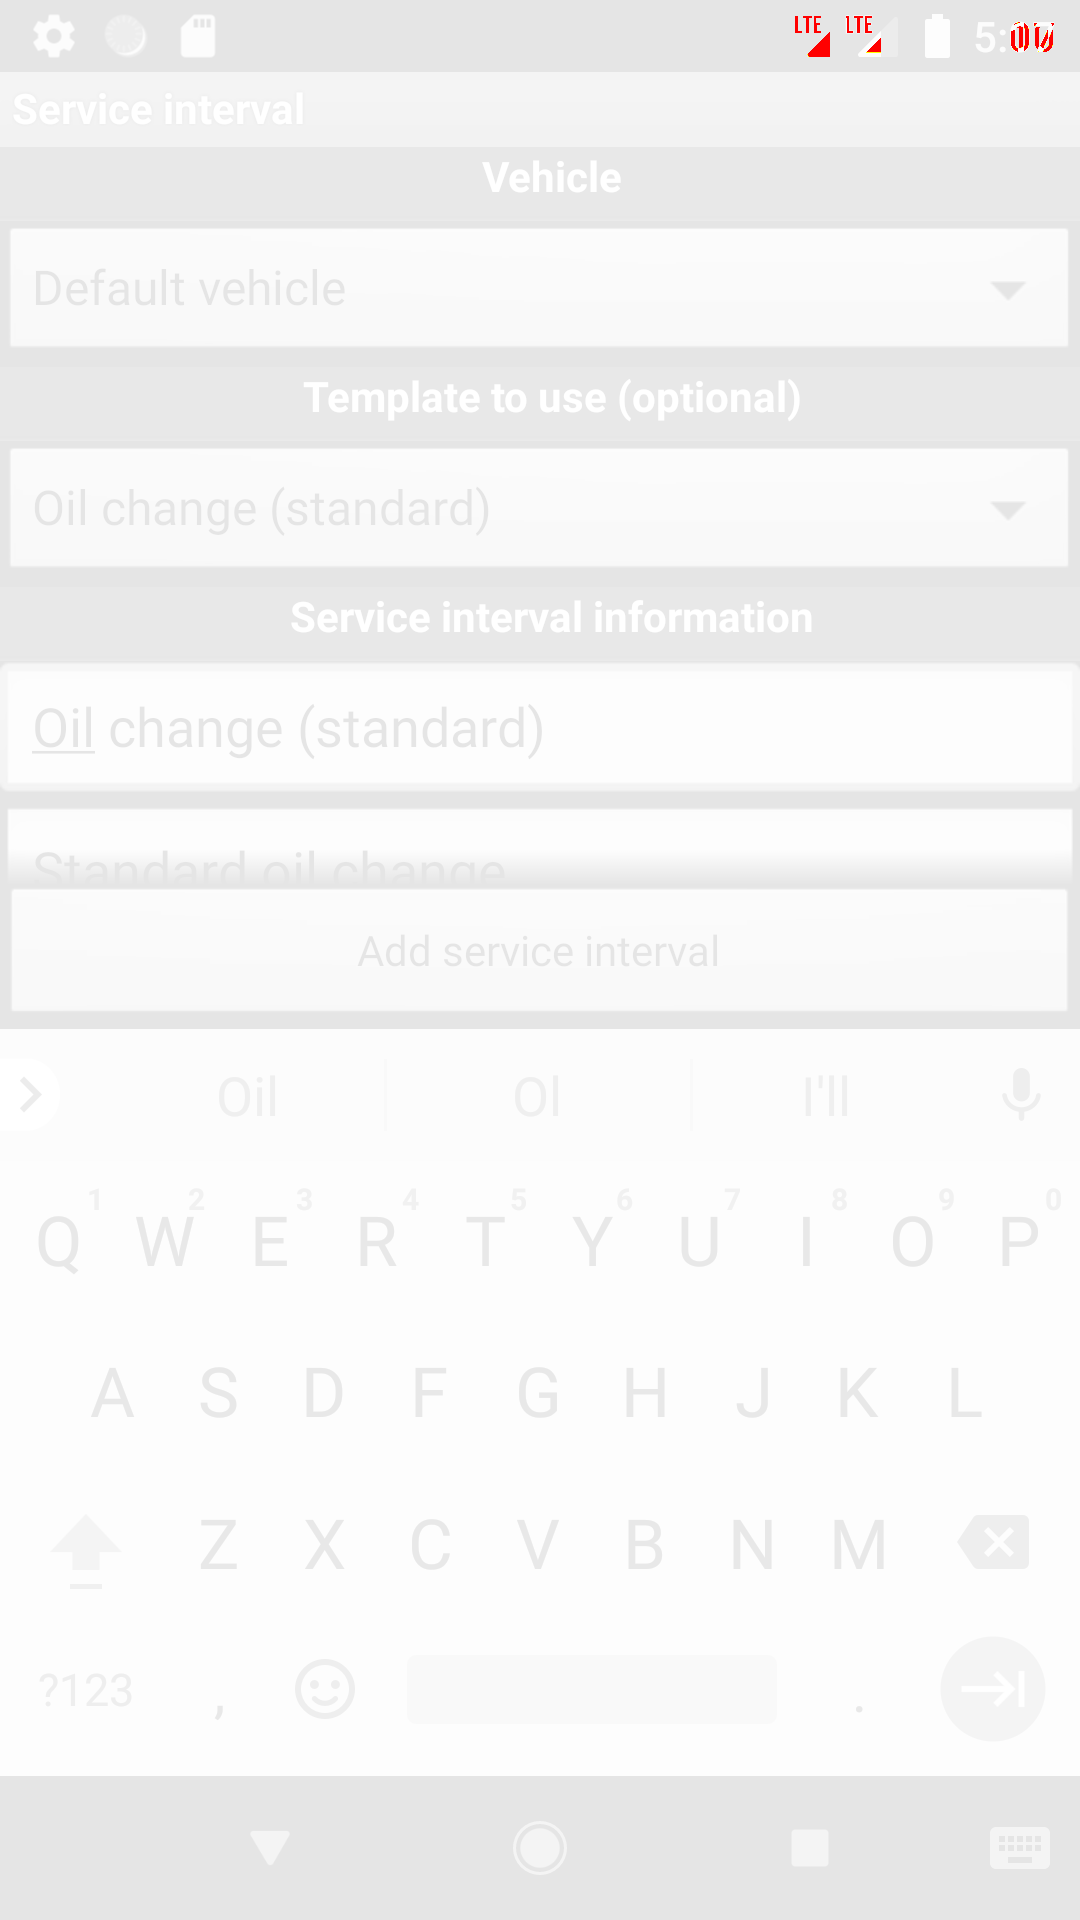 LTE LTE
Service interval
Vehicle
Default vehicle
Template to use (optional)
Oil change (standard)
Service interval information
Oil change (standard)
Standard oil change
Add service interval
Oil Ol I'll
1 2 3 4 5 6 7 8 9 0
Q W E R T Y U I O P
A S D F G H J K L
Z X C V B N M
?123 , .